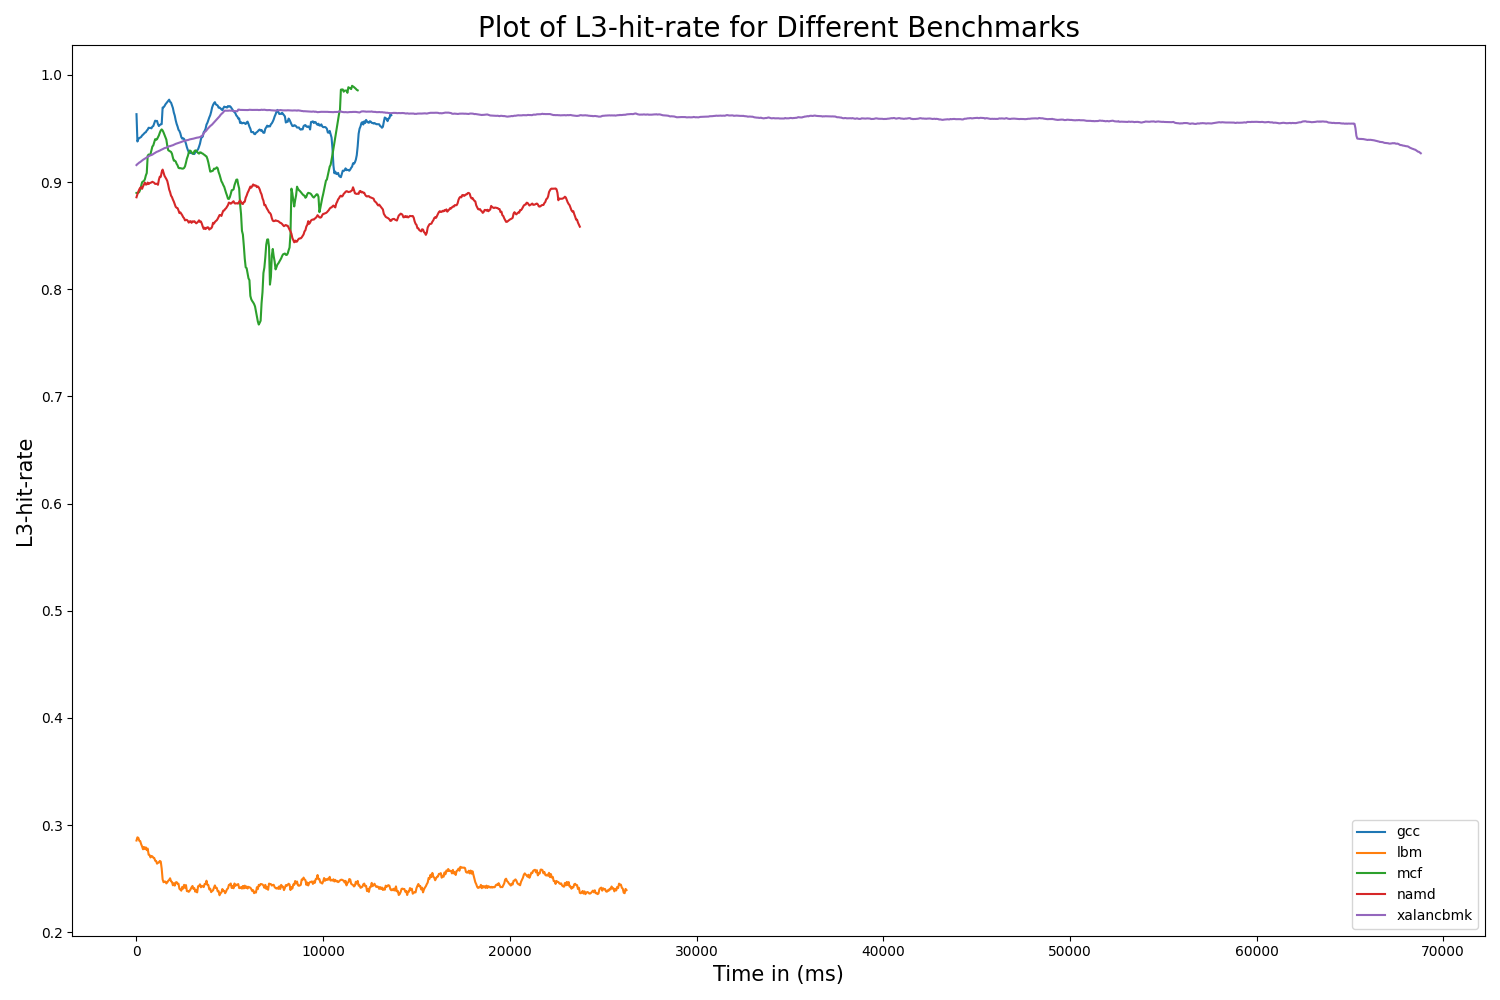 Plot of L3-hit-rate for Different Benchmarks
1.0
0.9
0.8
0.7
0.6
0.5
0.4
0.3
0.2
L3-hit-rate
0 10000 20000 30000 40000 50000 60000 70000
Time in (ms)
gcc
lbm
mcf
namd
xalancbmk